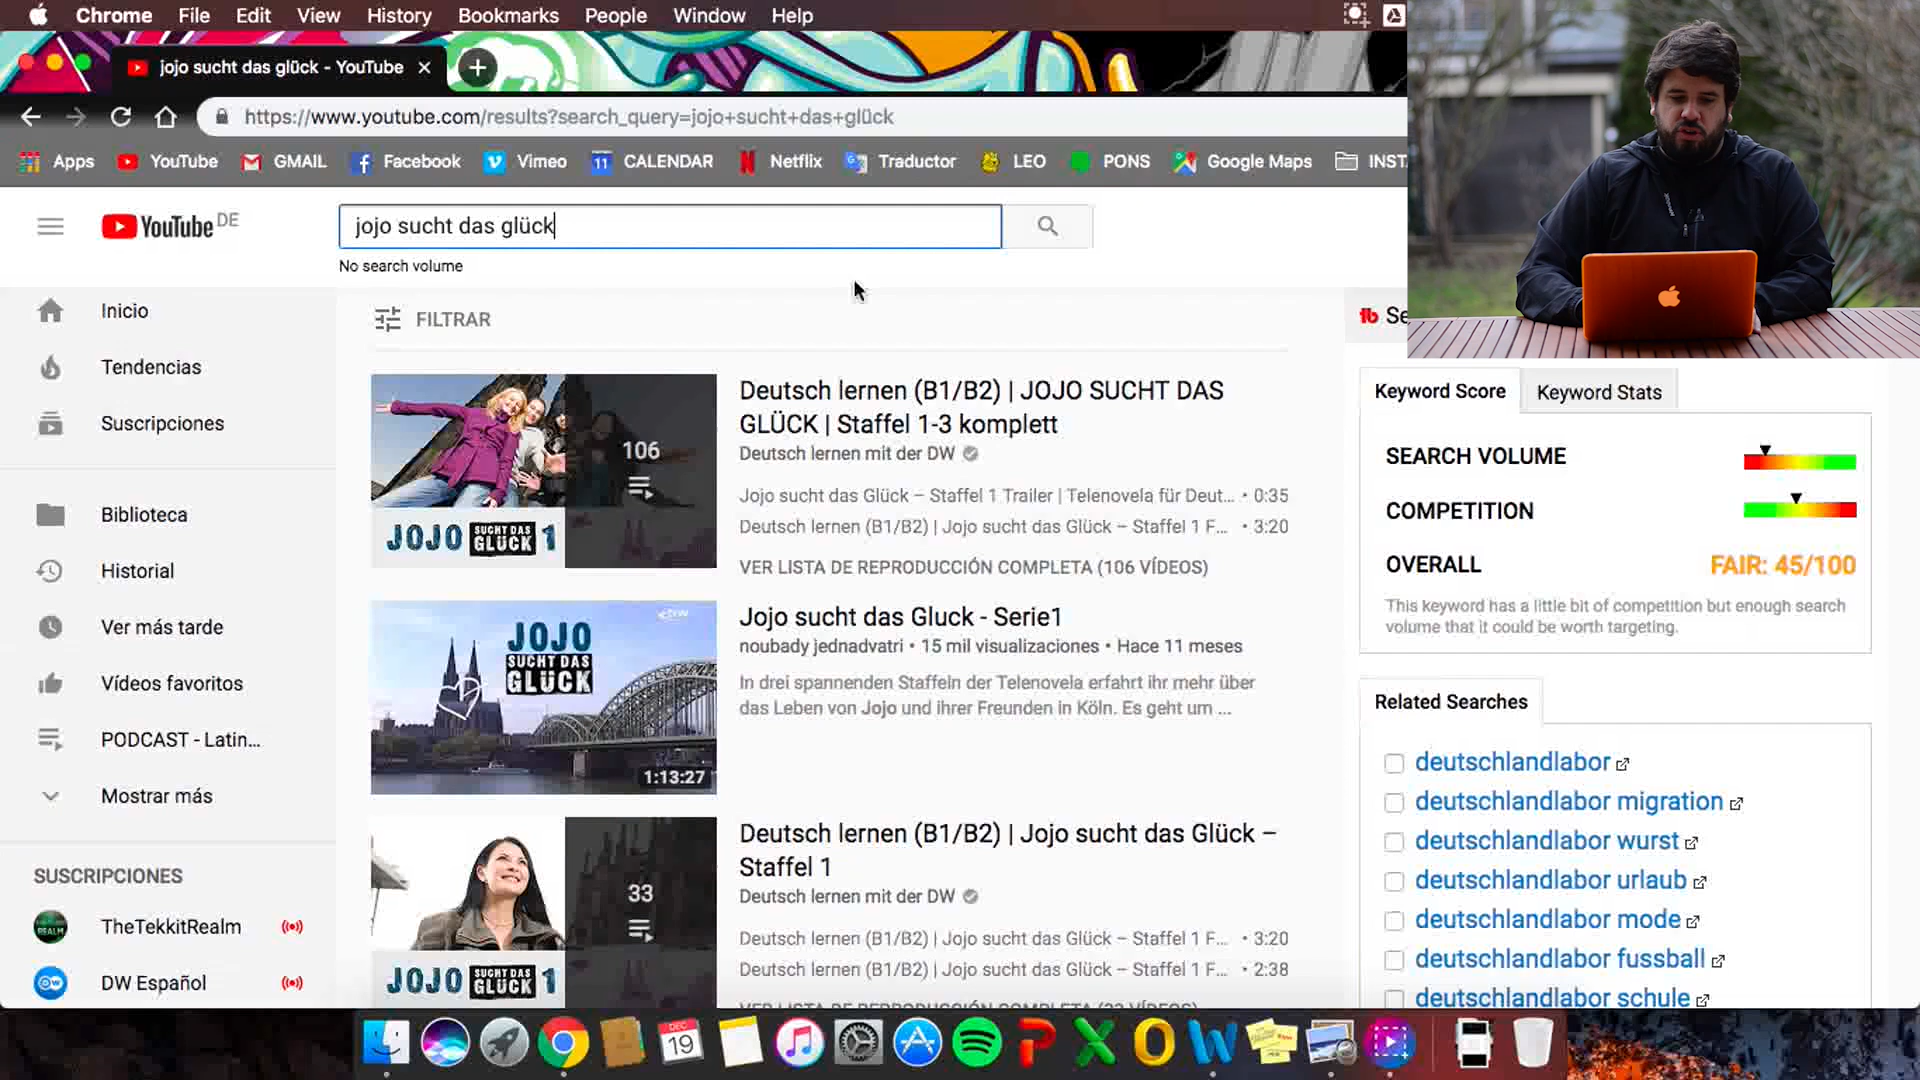 Chrome File Edit View History Bookmarks People Window Help
jojo sucht das glück - YouTube
https://www.youtube.com/results?search_query=jojo+sucht+das+glück
Apps YouTube GMAIL Facebook Vimeo 11 CALENDAR Netflix Traductor LEO PONS Google Maps INST
YouTube DE
jojo sucht das glück
No search volume
Inicio
Tendencias
Suscripciones
Biblioteca
Historial
Ver más tarde
Vídeos favoritos
PODCAST - Latin...
Mostrar más
SUSCRIPCIONES
TheTekkitRealm
DW Español
FILTRAR
106
JOJO SUCHT DAS GLÜCK 1
Deutsch lernen (B1/B2) | JOJO SUCHT DAS
GLÜCK | Staffel 1-3 komplett
Deutsch lernen mit der DW
Jojo sucht das Glück – Staffel 1 Trailer | Telenovela für Deut... • 0:35
Deutsch lernen (B1/B2) | Jojo sucht das Glück – Staffel 1 F... • 3:20
VER LISTA DE REPRODUCCIÓN COMPLETA (106 VÍDEOS)
JOJO
SUCHT DAS
GLÜCK
1:13:27
Jojo sucht das Gluck - Serie1
noubady jednadvatri • 15 mil visualizaciones • Hace 11 meses
In drei spannenden Staffeln der Telenovela erfahrt ihr mehr über
das Leben von Jojo und ihrer Freunden in Köln. Es geht um ...
33
JOJO SUCHT DAS GLÜCK 1
Deutsch lernen (B1/B2) | Jojo sucht das Glück –
Staffel 1
Deutsch lernen mit der DW
Deutsch lernen (B1/B2) | Jojo sucht das Glück – Staffel 1 F... • 3:20
Deutsch lernen (B1/B2) | Jojo sucht das Glück – Staffel 1 F... • 2:38
VER LISTA DE REPRODUCCIÓN COMPLETA (33 VÍDEOS)
tb Se
Keyword Score Keyword Stats
SEARCH VOLUME
COMPETITION
OVERALL FAIR: 45/100
This keyword has a little bit of competition but enough search
volume that it could be worth targeting.
Related Searches
deutschlandlabor
deutschlandlabor migration
deutschlandlabor wurst
deutschlandlabor urlaub
deutschlandlabor mode
deutschlandlabor fussball
deutschlandlabor schule
DEC
19